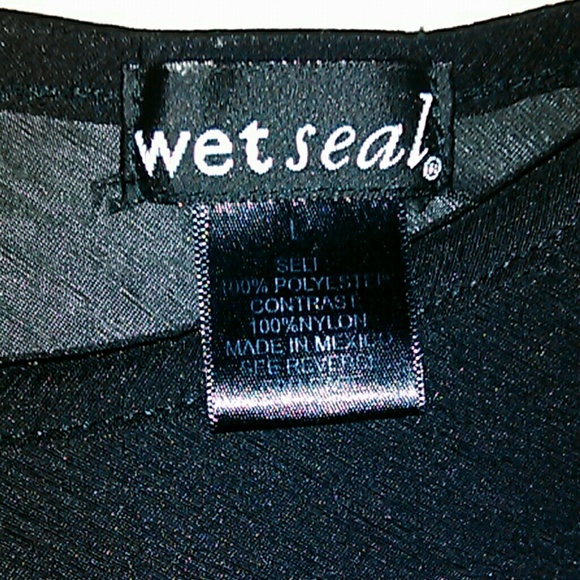 wet seal®
L
SELF
100% POLYESTER
CONTRAST
100%NYLON
MADE IN MEXICO
SEE REVERSE